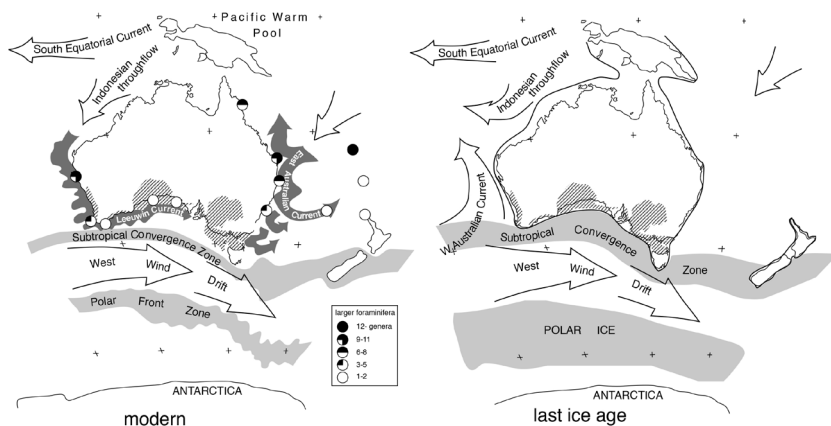 Pacific Warm
Pool
South Equatorial Current
Indonesian
throughflow
East
Australian
Current
Leeuwin Current
Subtropical Convergence Zone
West Wind Drift
Polar Front Zone
larger foraminifera
12- genera
9-11
6-8
3-5
1-2
ANTARCTICA
modern
South Equatorial Current
Indonesian
throughflow
W.Australian Current
Subtropical Convergence Zone
West Wind Drift
POLAR ICE
ANTARCTICA
last ice age